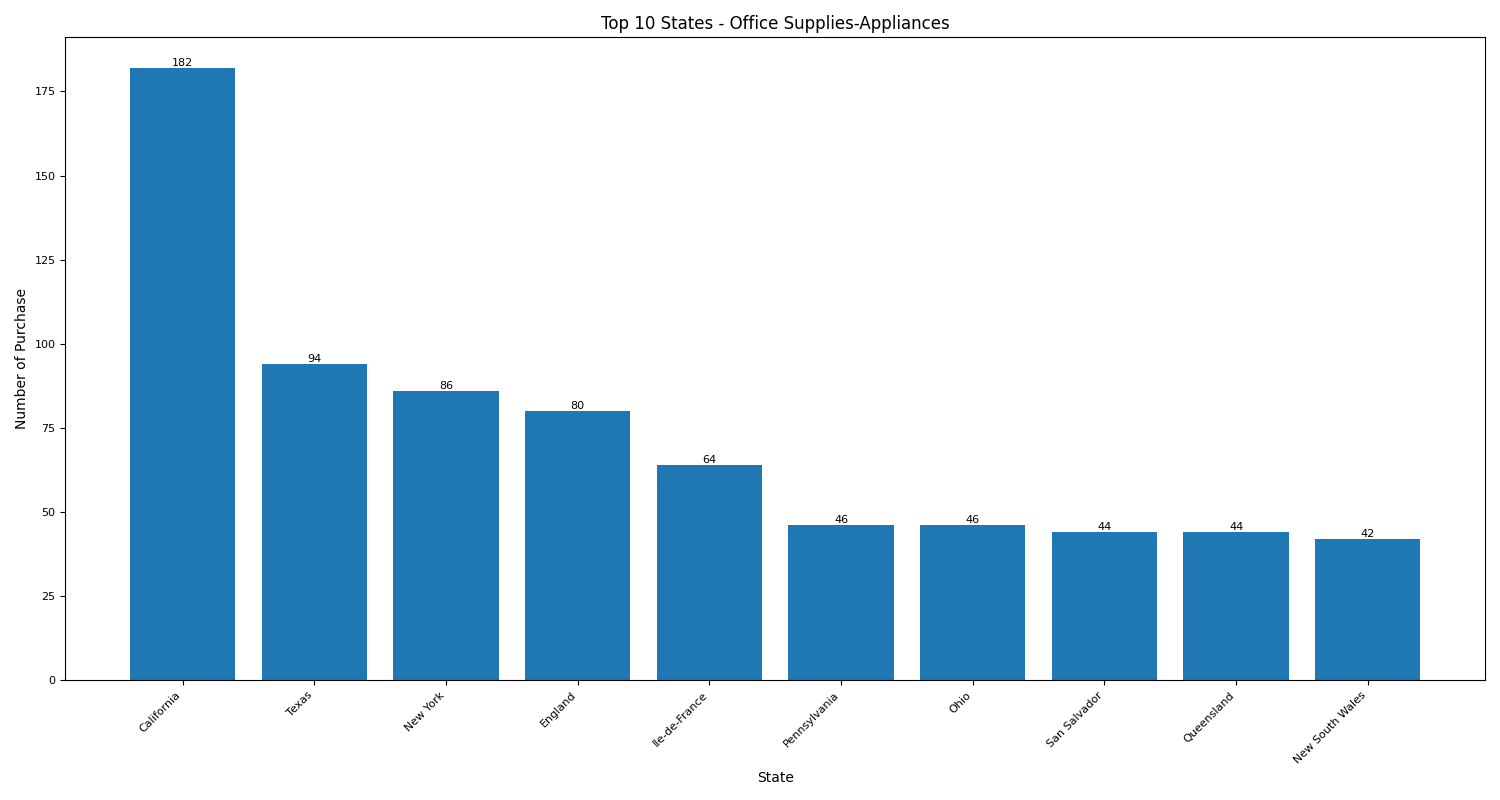 Top 10 States - Office Supplies-Appliances
Number of Purchase
175
150
125
100
75
50
25
0
182
94
86
80
64
46
46
44
44
42
California
Texas
New York
England
Ile-de-France
Pennsylvania
Ohio
San Salvador
Queensland
New South Wales
State